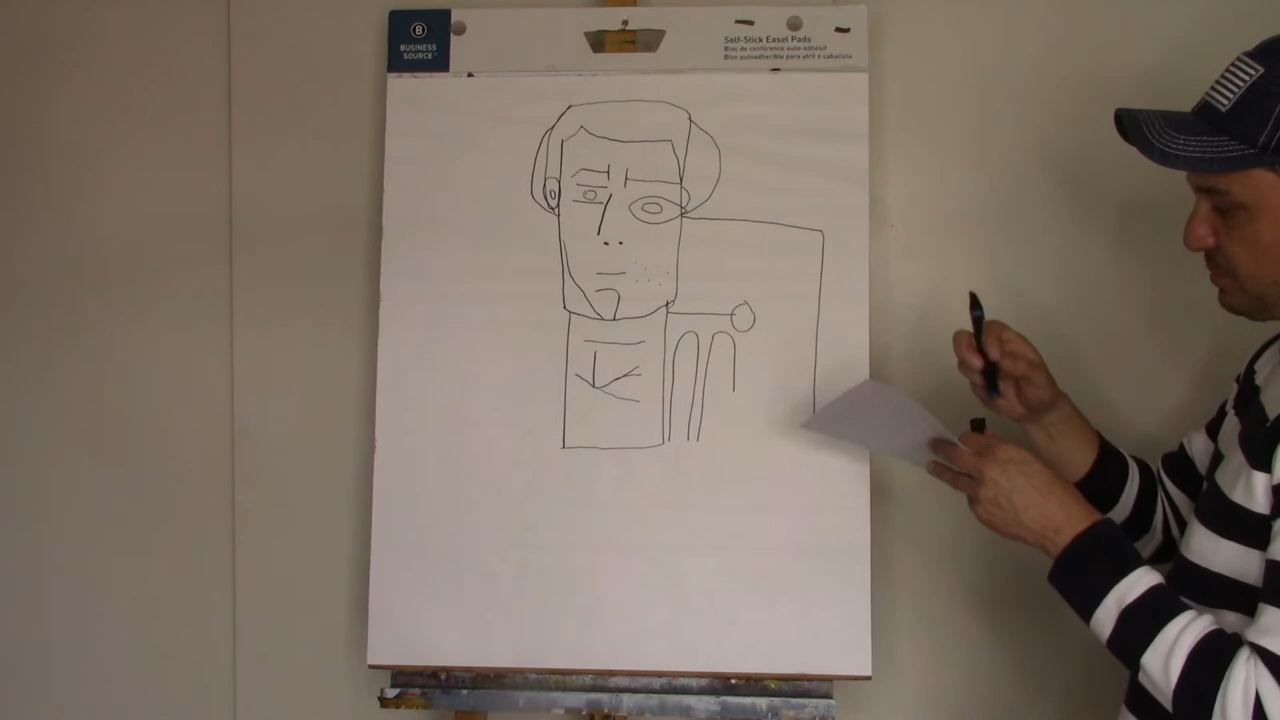 B
BUSINESS
SOURCE
Self-Stick Easel Pads
Bloc de conférence auto-adhésif
Bloc autoadherible para atril o caballete